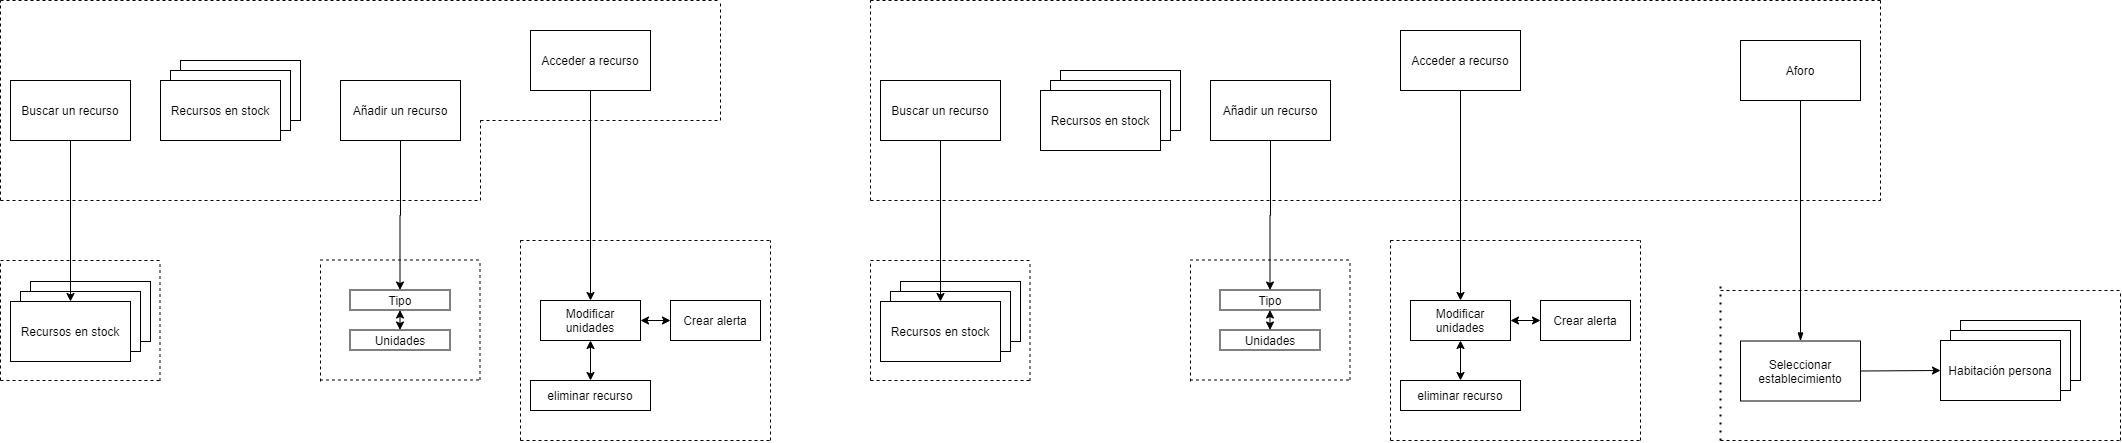 Acceder a recurso
Buscar un recurso
Recursos en stock
Añadir un recurso
Recursos en stock
Tipo
Unidades
Modificar
unidades
Crear alerta
eliminar recurso
Acceder a recurso
Aforo
Buscar un recurso
Recursos en stock
Añadir un recurso
Recursos en stock
Tipo
Unidades
Modificar
unidades
Crear alerta
eliminar recurso
Seleccionar
establecimiento
Habitación persona